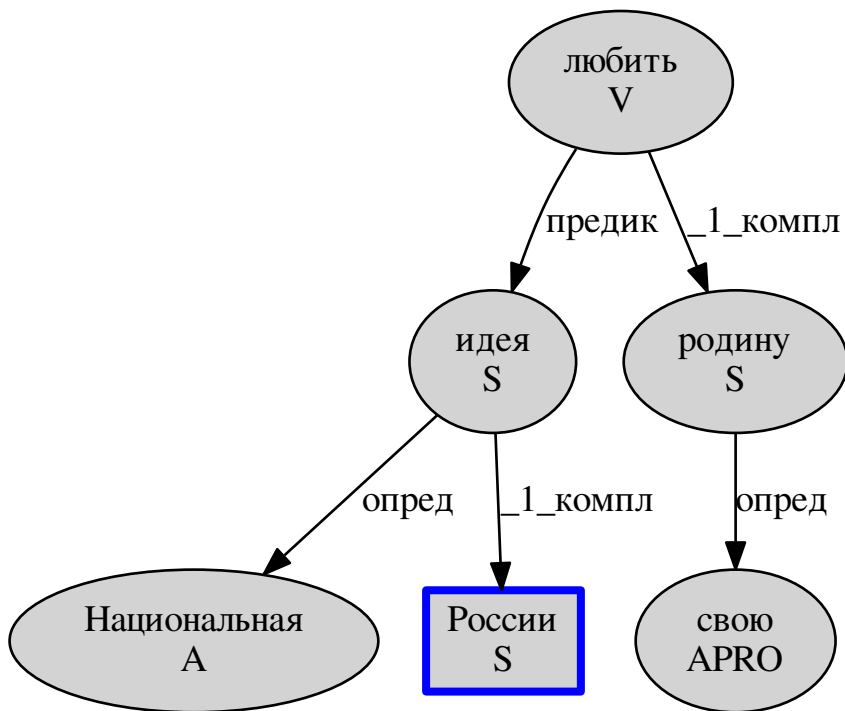 любить
V
предик
_1_компл
идея
S
родину
S
опред
_1_компл
опред
Национальная
A
России
S
свою
APRO